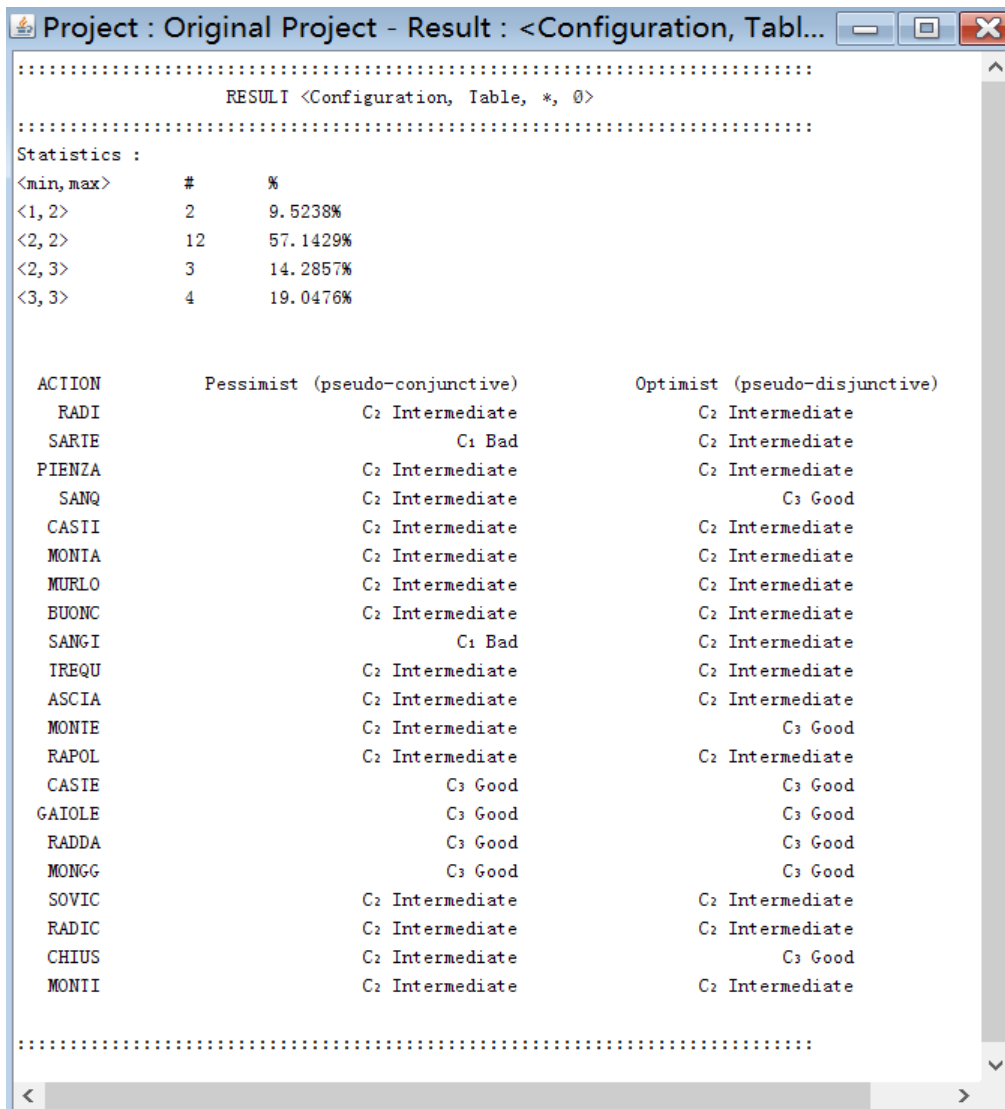 Project : Original Project - Result : <Configuration, Tabl...
::::::::::::::::::::::::::::::::::::::::::::::::::::::::::::::::::::::::::::
RESULT <Configuration, Table, *, 0>
::::::::::::::::::::::::::::::::::::::::::::::::::::::::::::::::::::::::::::
Statistics :
<min,max> # %
<1,2> 2 9.5238%
<2,2> 12 57.1429%
<2,3> 3 14.2857%
<3,3> 4 19.0476%
ACTION Pessimist (pseudo-conjunctive) Optimist (pseudo-disjunctive)
RADI C₂ Intermediate C₂ Intermediate
SARTE C₁ Bad C₂ Intermediate
PIENZA C₂ Intermediate C₂ Intermediate
SANQ C₂ Intermediate C₃ Good
CASTI C₂ Intermediate C₂ Intermediate
MONTA C₂ Intermediate C₂ Intermediate
MURLO C₂ Intermediate C₂ Intermediate
BUONC C₂ Intermediate C₂ Intermediate
SANGI C₁ Bad C₂ Intermediate
TREQU C₂ Intermediate C₂ Intermediate
ASCIA C₂ Intermediate C₂ Intermediate
MONTE C₂ Intermediate C₃ Good
RAPOL C₂ Intermediate C₂ Intermediate
CASTE C₃ Good C₃ Good
GAIOLE C₃ Good C₃ Good
RADDA C₃ Good C₃ Good
MONGG C₃ Good C₃ Good
SOVIC C₂ Intermediate C₂ Intermediate
RADIC C₂ Intermediate C₂ Intermediate
CHIUS C₂ Intermediate C₃ Good
MONTI C₂ Intermediate C₂ Intermediate
::::::::::::::::::::::::::::::::::::::::::::::::::::::::::::::::::::::::::::